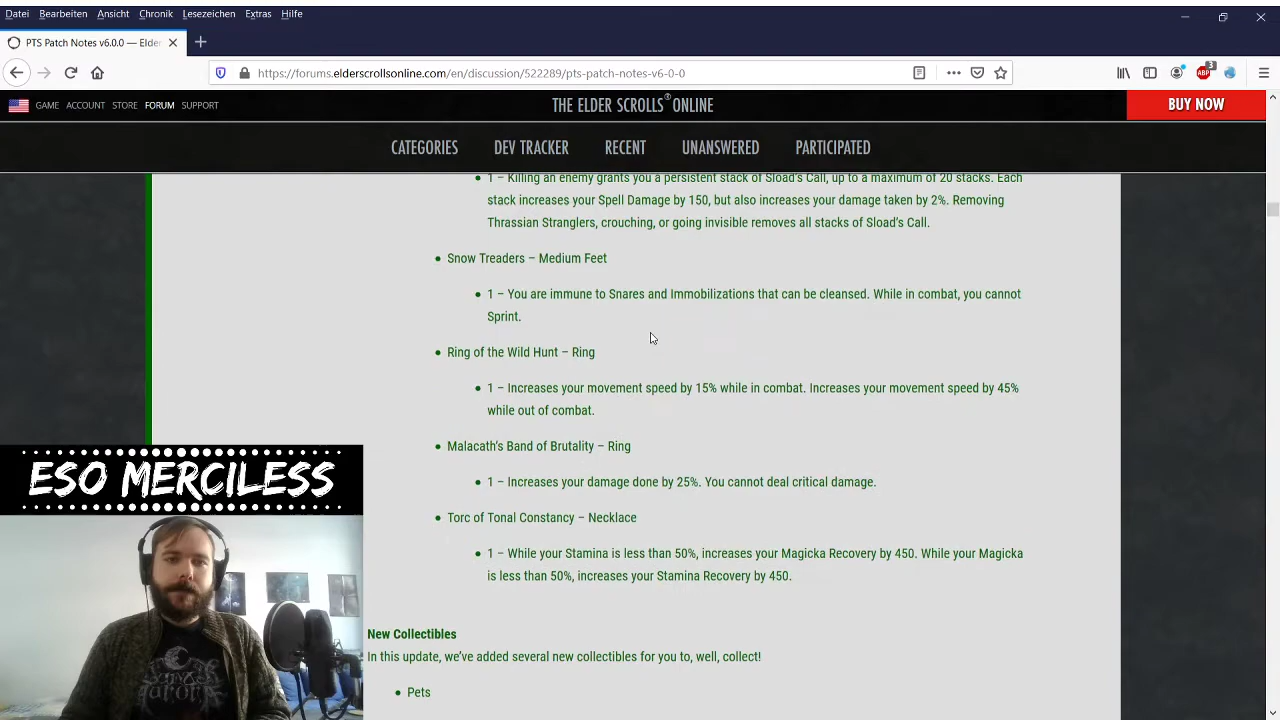 Datei Bearbeiten Ansicht Chronik Lesezeichen Extras Hilfe
PTS Patch Notes v6.0.0 — Elder
https://forums.elderscrollsonline.com/en/discussion/522289/pts-patch-notes-v6-0-0
ABP 3
GAME ACCOUNT STORE FORUM SUPPORT
THE ELDER SCROLLS® ONLINE
BUY NOW
CATEGORIES DEV TRACKER RECENT UNANSWERED PARTICIPATED
• 1 – Killing an enemy grants you a persistent stack of Sload's Call, up to a maximum of 20 stacks. Each
stack increases your Spell Damage by 150, but also increases your damage taken by 2%. Removing
Thrassian Stranglers, crouching, or going invisible removes all stacks of Sload's Call.
• Snow Treaders – Medium Feet
• 1 – You are immune to Snares and Immobilizations that can be cleansed. While in combat, you cannot
Sprint.
• Ring of the Wild Hunt – Ring
• 1 – Increases your movement speed by 15% while in combat. Increases your movement speed by 45%
while out of combat.
• Malacath's Band of Brutality – Ring
• 1 – Increases your damage done by 25%. You cannot deal critical damage.
• Torc of Tonal Constancy – Necklace
• 1 – While your Stamina is less than 50%, increases your Magicka Recovery by 450. While your Magicka
is less than 50%, increases your Stamina Recovery by 450.
New Collectibles
In this update, we've added several new collectibles for you to, well, collect!
• Pets
ESO MERCILESS